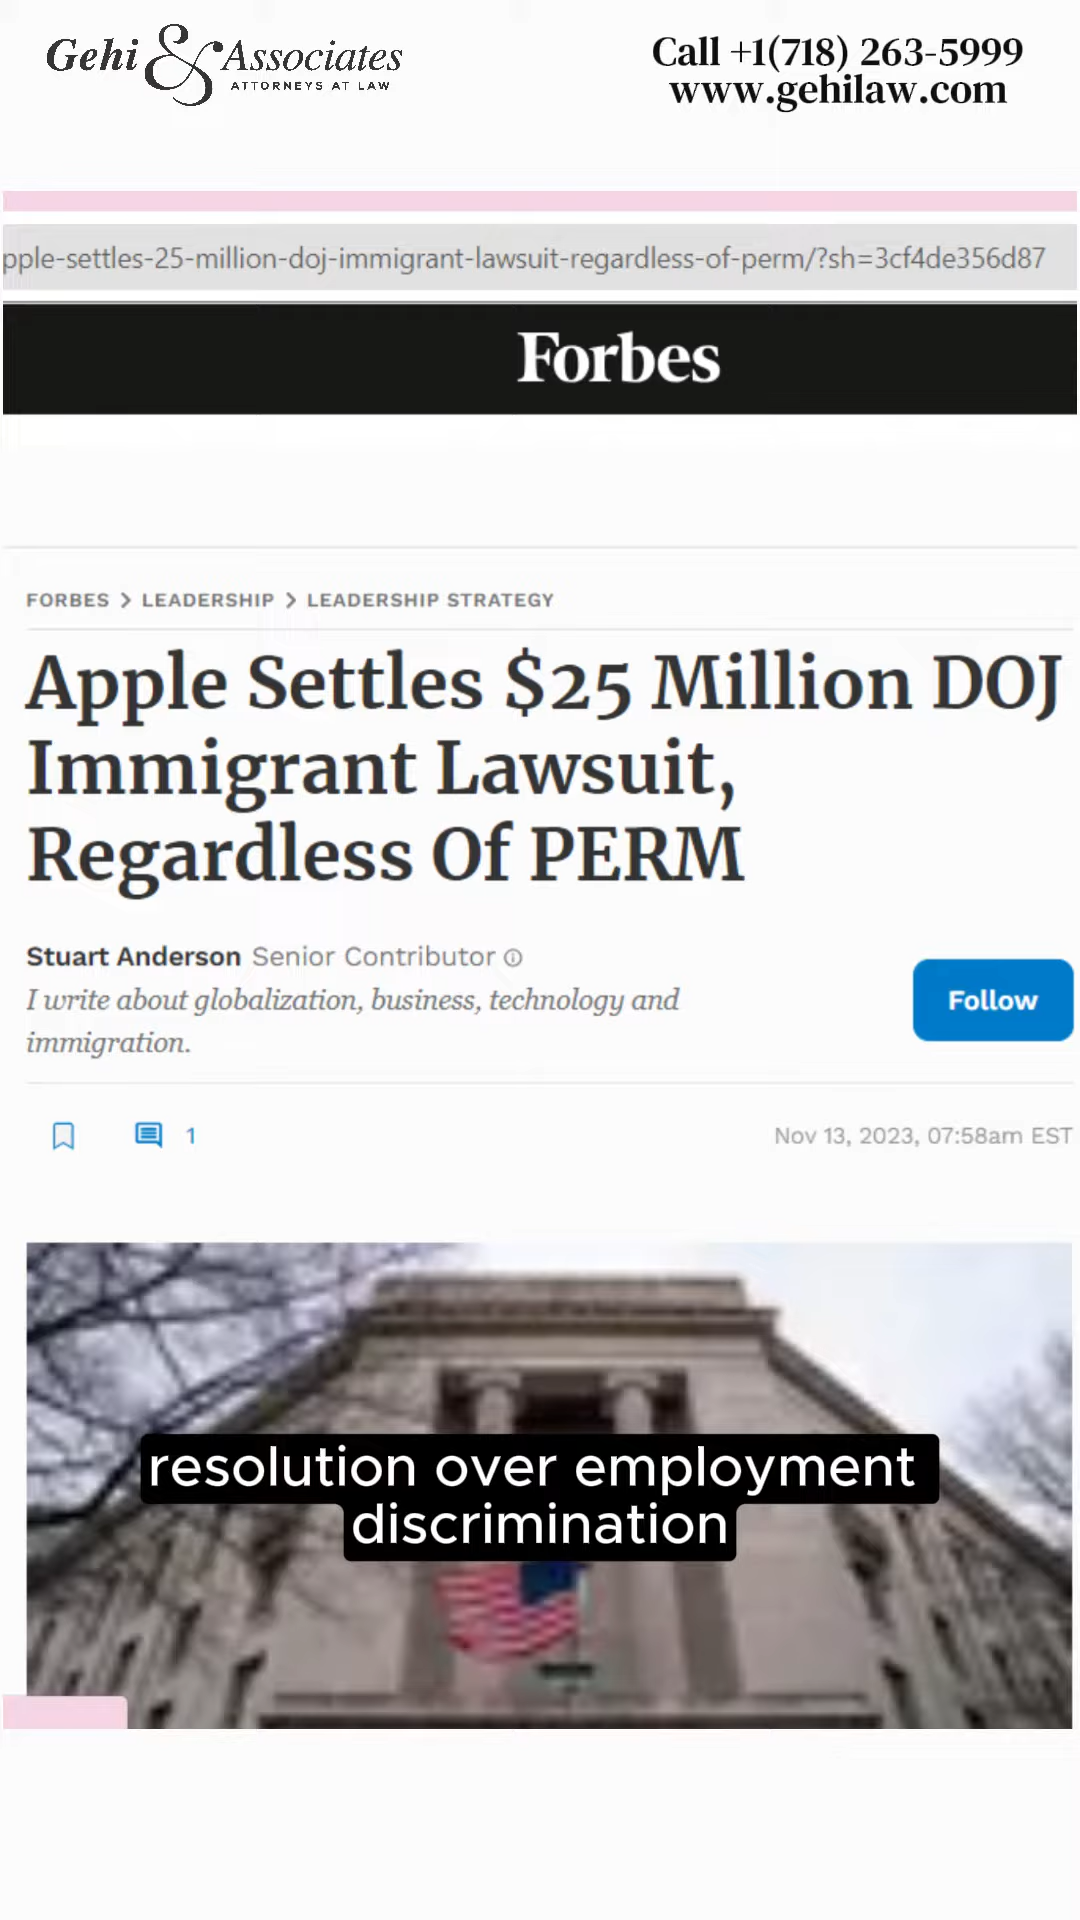 Gehi & Associates
ATTORNEYS AT LAW
Call +1(718) 263-5999
www.gehilaw.com
pple-settles-25-million-doj-immigrant-lawsuit-regardless-of-perm/?sh=3cf4de356d87
Forbes
FORBES > LEADERSHIP > LEADERSHIP STRATEGY
Apple Settles $25 Million DOJ
Immigrant Lawsuit,
Regardless Of PERM
Stuart Anderson Senior Contributor
I write about globalization, business, technology and
immigration.
Follow
1
Nov 13, 2023, 07:58am EST
resolution over employment
discrimination